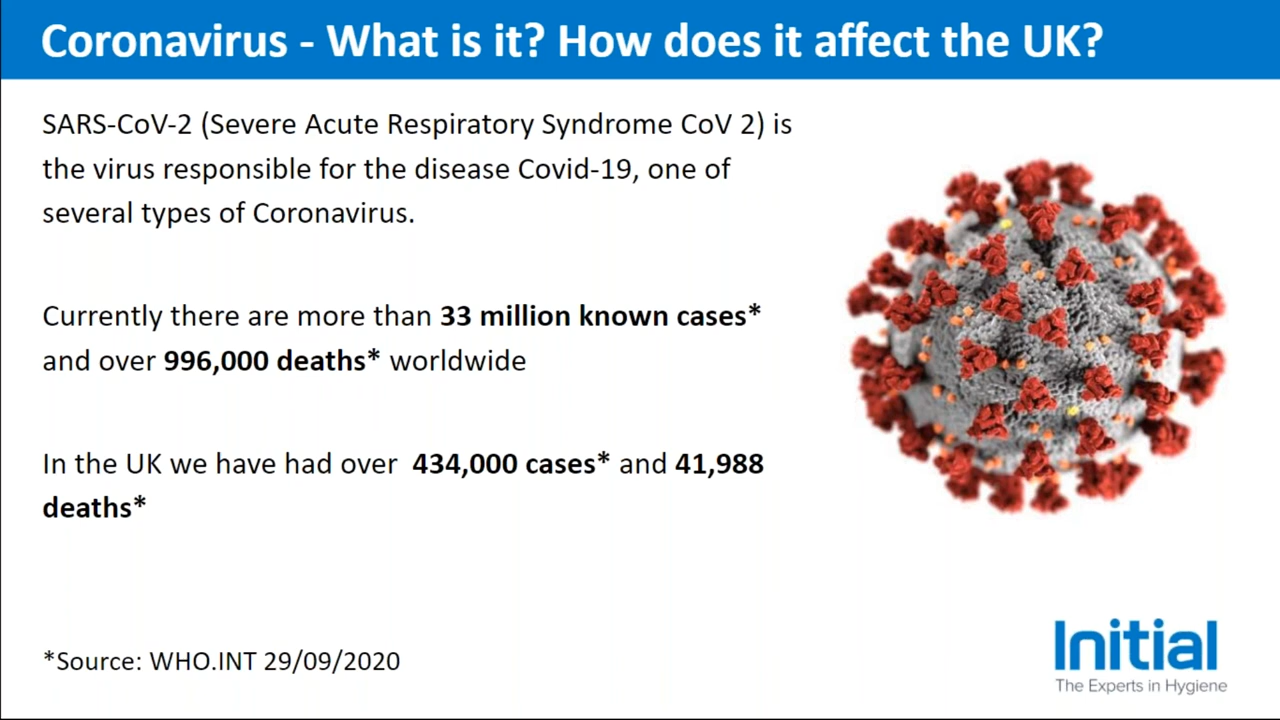 Coronavirus - What is it? How does it affect the UK?
SARS-CoV-2 (Severe Acute Respiratory Syndrome CoV 2) is
the virus responsible for the disease Covid-19, one of
several types of Coronavirus.
Currently there are more than 33 million known cases*
and over 996,000 deaths* worldwide
In the UK we have had over 434,000 cases* and 41,988
deaths*
*Source: WHO.INT 29/09/2020
Initial
The Experts in Hygiene